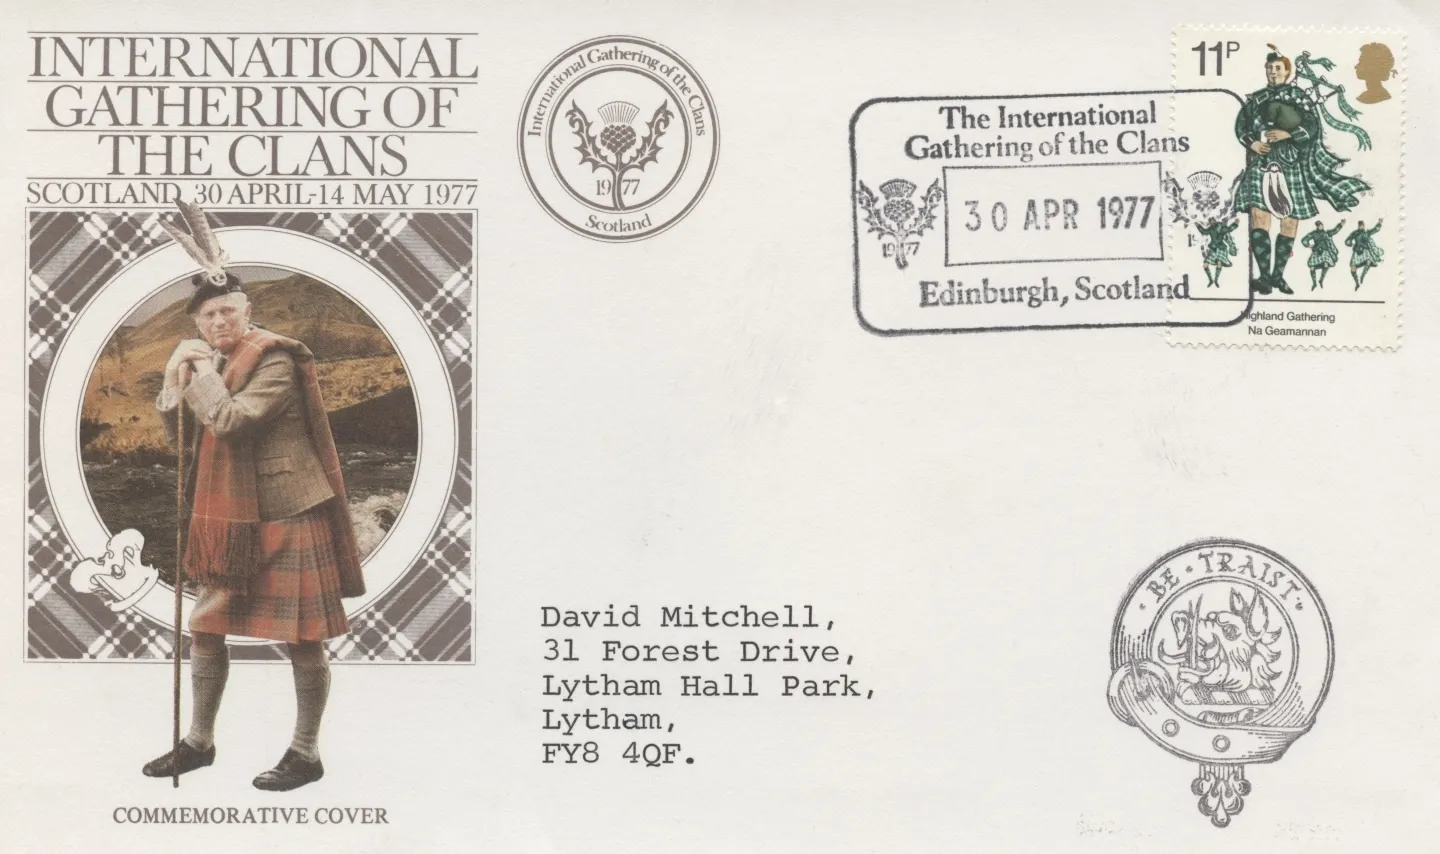 INTERNATIONAL
GATHERING OF
THE CLANS
SCOTLAND 30 APRIL-14 MAY 1977
International Gathering of the Clans
1977
Scotland
The International
Gathering of the Clans
30 APR 1977
1977
Edinburgh, Scotland
11P
Highland Gathering
Na Geamannan
David Mitchell,
31 Forest Drive,
Lytham Hall Park,
Lytham,
FY8 4QF.
BE · TRAIST
COMMEMORATIVE COVER